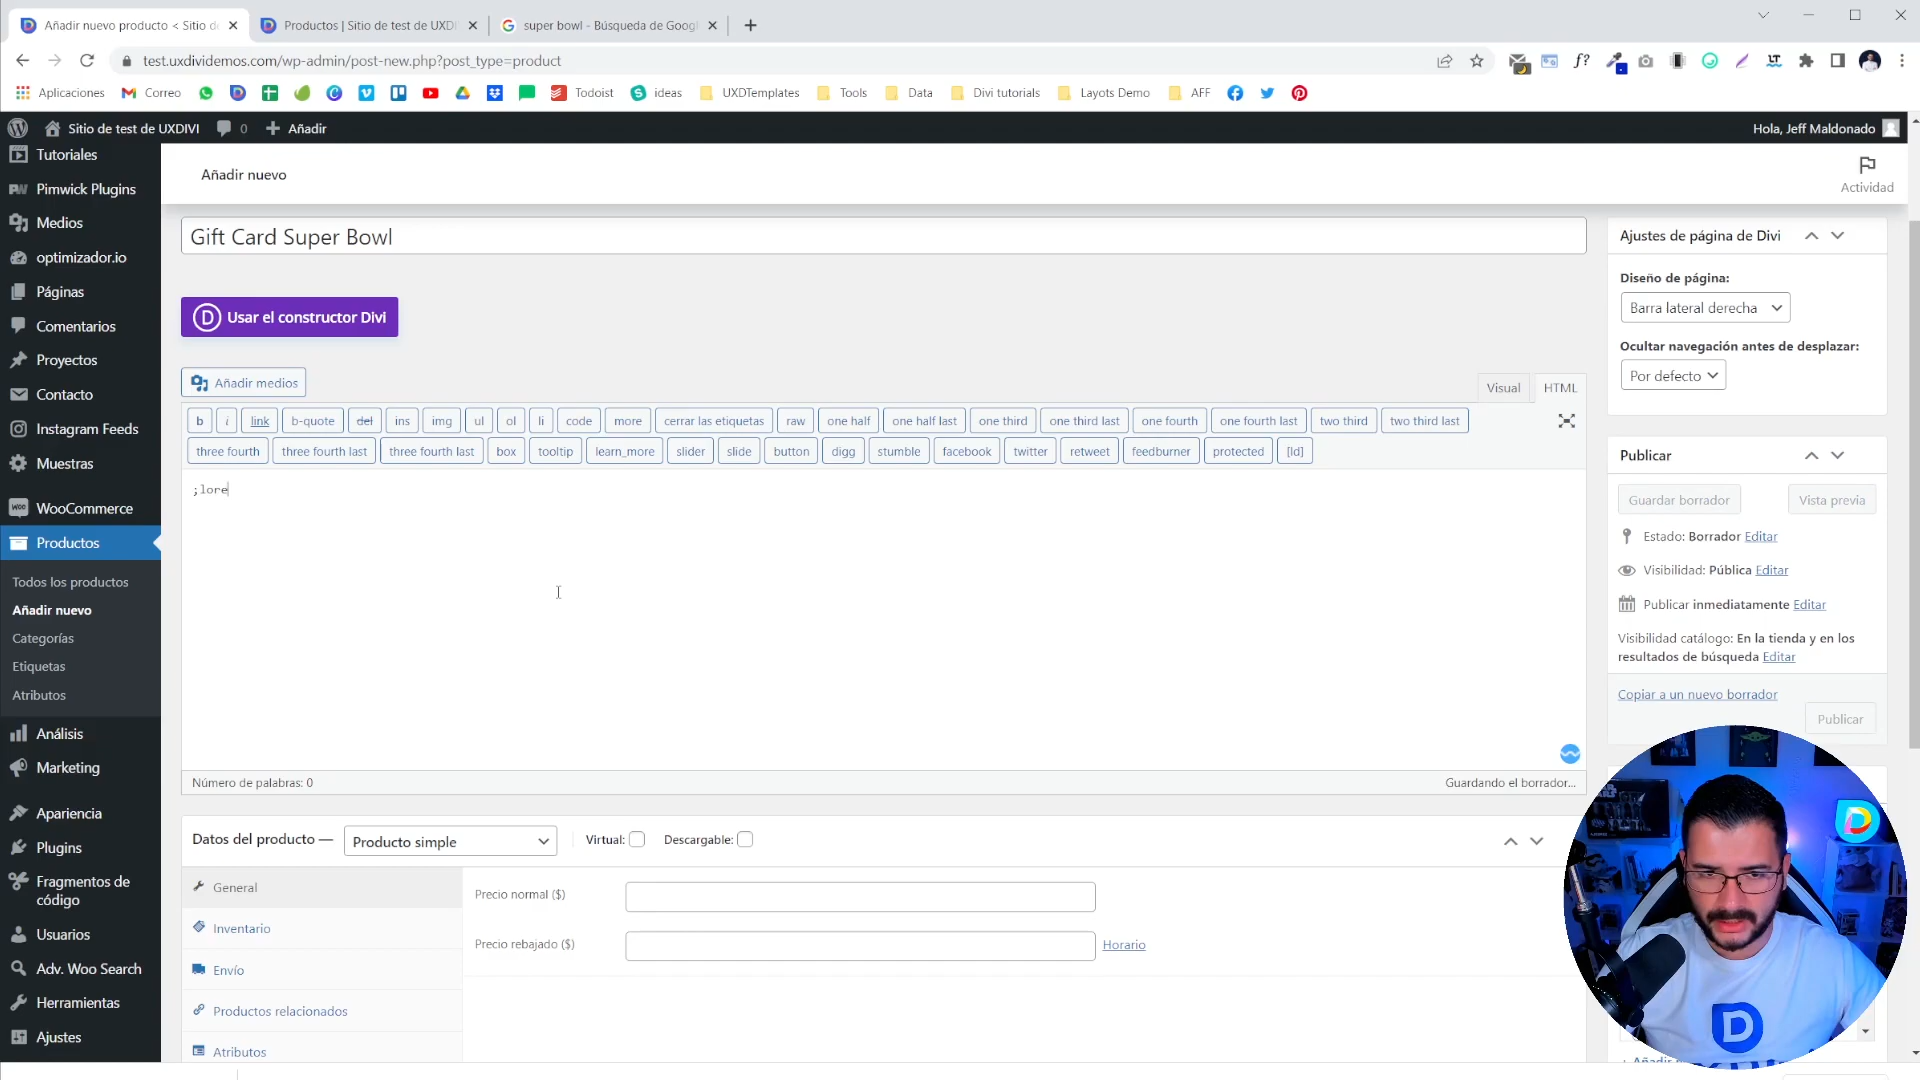 Añadir nuevo producto < Sitio de
Productos | Sitio de test de UXDI
super bowl - Búsqueda de Googl
test.uxdividemos.com/wp-admin/post-new.php?post_type=product
Aplicaciones
Correo
Todoist
ideas
UXDTemplates
Tools
Data
Divi tutorials
Layots Demo
AFF
Sitio de test de UXDIVI
0
Añadir
Hola, Jeff Maldonado
Tutoriales
Pimwick Plugins
Medios
optimizador.io
Páginas
Comentarios
Proyectos
Contacto
Instagram Feeds
Muestras
WooCommerce
Productos
Todos los productos
Añadir nuevo
Categorías
Etiquetas
Atributos
Análisis
Marketing
Apariencia
Plugins
Fragmentos de
código
Usuarios
Adv. Woo Search
Herramientas
Ajustes
Añadir nuevo
Actividad
Gift Card Super Bowl
Usar el constructor Divi
Añadir medios
Visual
HTML
b i link b-quote del ins img ul ol li code more cerrar las etiquetas raw one half one half last one third one third last one fourth one fourth last two third two third last
three fourth three fourth last three fourth last box tooltip learn_more slider slide button digg stumble facebook twitter retweet feedburner protected [ld]
;lore
Número de palabras: 0
Guardando el borrador...
Datos del producto —
Producto simple
Virtual:
Descargable:
General
Inventario
Envío
Productos relacionados
Atributos
Precio normal ($)
Precio rebajado ($)
Horario
Ajustes de página de Divi
Diseño de página:
Barra lateral derecha
Ocultar navegación antes de desplazar:
Por defecto
Publicar
Guardar borrador
Vista previa
Estado: Borrador Editar
Visibilidad: Pública Editar
Publicar inmediatamente Editar
Visibilidad catálogo: En la tienda y en los
resultados de búsqueda Editar
Copiar a un nuevo borrador
Publicar